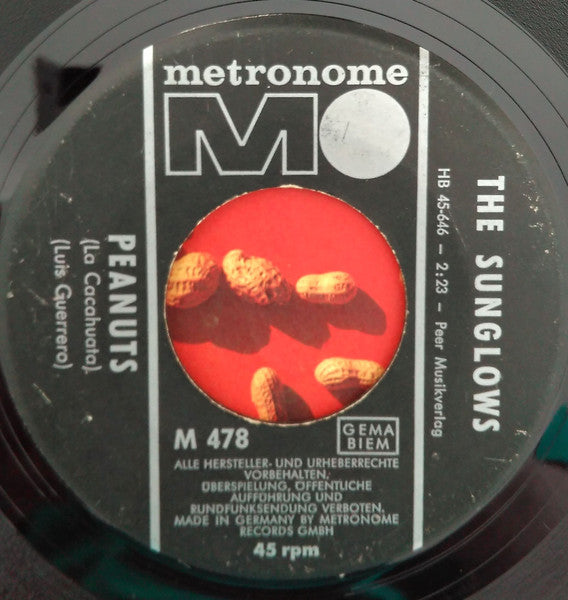 metronome
M
THE SUNGLOWS
HB 45-646 – 2:23 – Peer Musikverlag
PEANUTS
(La Cacahuata)
(Luis Guerrero)
M 478
GEMA
BIEM
ALLE HERSTELLER- UND URHEBERRECHTE
VORBEHALTEN.
ÜBERSPIELUNG, ÖFFENTLICHE
AUFFÜHRUNG UND
RUNDFUNKSENDUNG VERBOTEN.
MADE IN GERMANY BY METRONOME
RECORDS GMBH
45 rpm